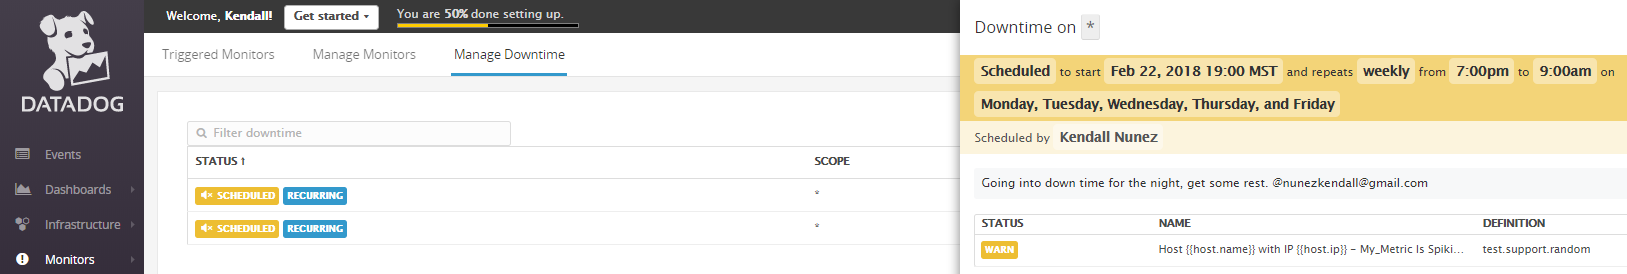 Welcome, Kendall! Get started You are 50% done setting up.
DATADOG
Events
Dashboards
Infrastructure
Monitors
Triggered Monitors Manage Monitors Manage Downtime
Filter downtime
STATUS ↑ SCOPE
SCHEDULED RECURRING *
SCHEDULED RECURRING *
Downtime on *
Scheduled to start Feb 22, 2018 19:00 MST and repeats weekly from 7:00pm to 9:00am on
Monday, Tuesday, Wednesday, Thursday, and Friday
Scheduled by Kendall Nunez
Going into down time for the night, get some rest. @nunezkendall@gmail.com
STATUS NAME DEFINITION
WARN Host {{host.name}} with IP {{host.ip}} - My_Metric Is Spiki... test.support.random